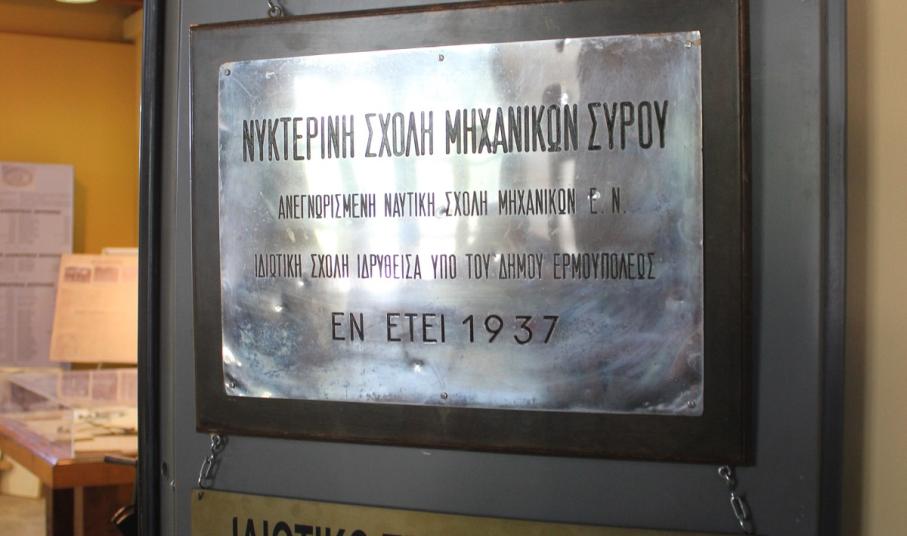 ΝΥΚΤΕΡΙΝΗ ΣΧΟΛΗ ΜΗΧΑΝΙΚΩΝ ΣΥΡΟΥ
ΑΝΕΓΝΩΡΙΣΜΕΝΗ ΝΑΥΤΙΚΗ ΣΧΟΛΗ ΜΗΧΑΝΙΚΩΝ Ε. Ν.
ΙΔΙΩΤΙΚΗ ΣΧΟΛΗ ΙΔΡΥΘΕΙΣΑ ΥΠΟ ΤΟΥ ΔΗΜΟΥ ΕΡΜΟΥΠΟΛΕΩΣ
ΕΝ ΕΤΕΙ 1937